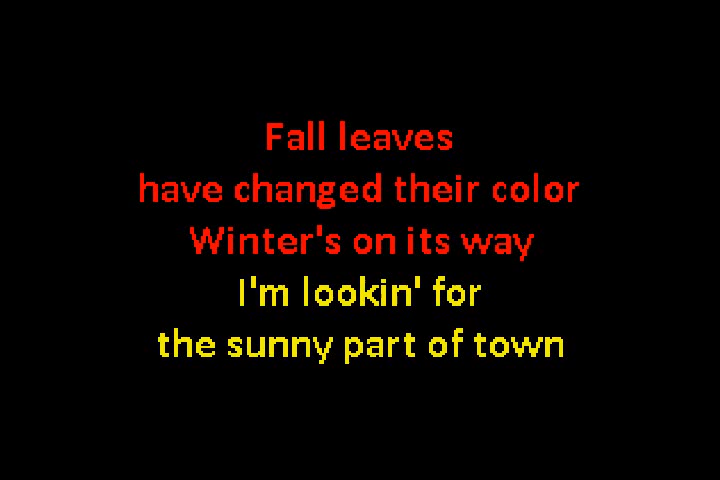 Fall leaves
have changed their color
Winter's on its way
I'm lookin' for
the sunny part of town